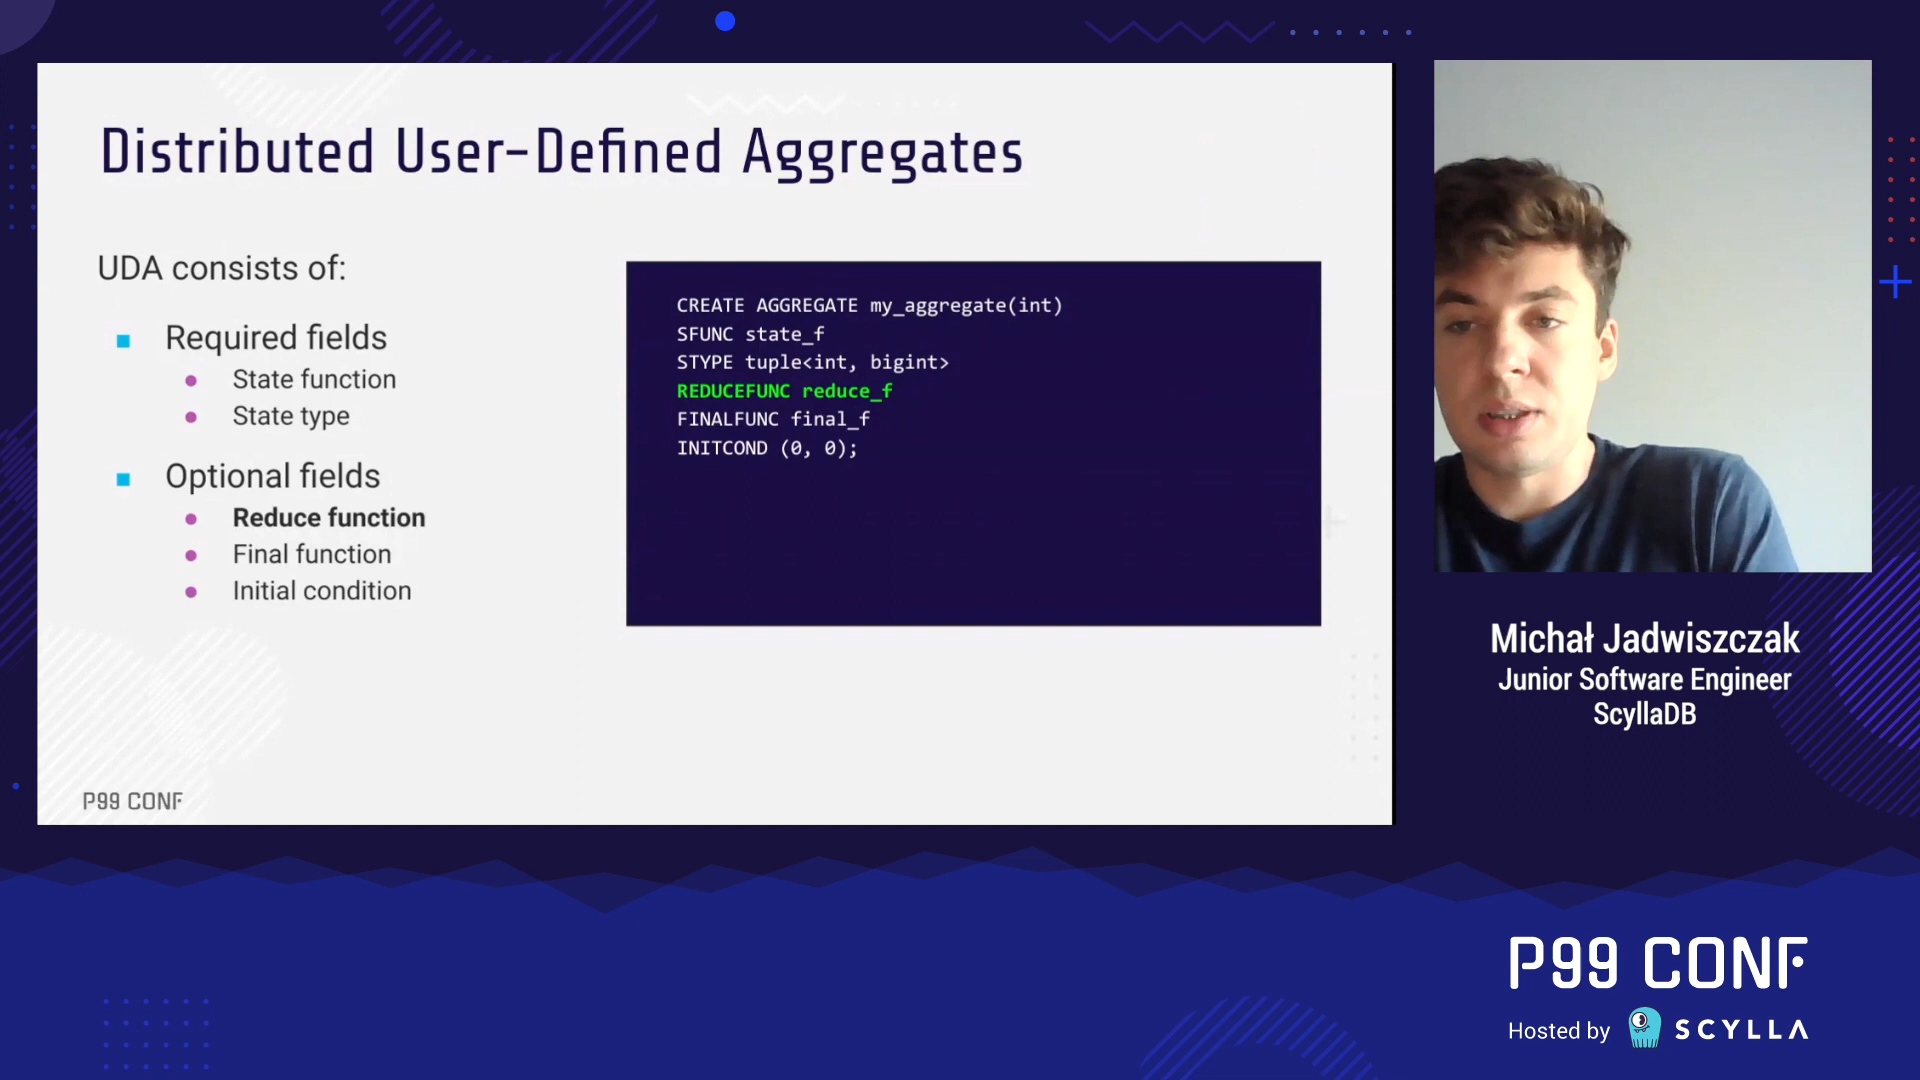 Distributed User-Defined Aggregates
UDA consists of:
Required fields
State function
State type
Optional fields
Reduce function
Final function
Initial condition
CREATE AGGREGATE my_aggregate(int)
SFUNC state_f
STYPE tuple<int, bigint>
REDUCEFUNC reduce_f
FINALFUNC final_f
INITCOND (0, 0);
P99 CONF
Michał Jadwiszczak
Junior Software Engineer
ScyllaDB
P99 CONF
Hosted by SCYLLA